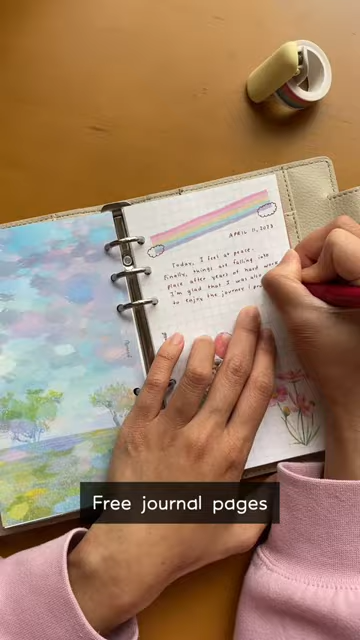 APRIL 11, 2023
Today, I feel at peace.
Finally, things are falling into
place after years of hard work
I'm glad that I was also
to enjoy the journey I
Free journal pages